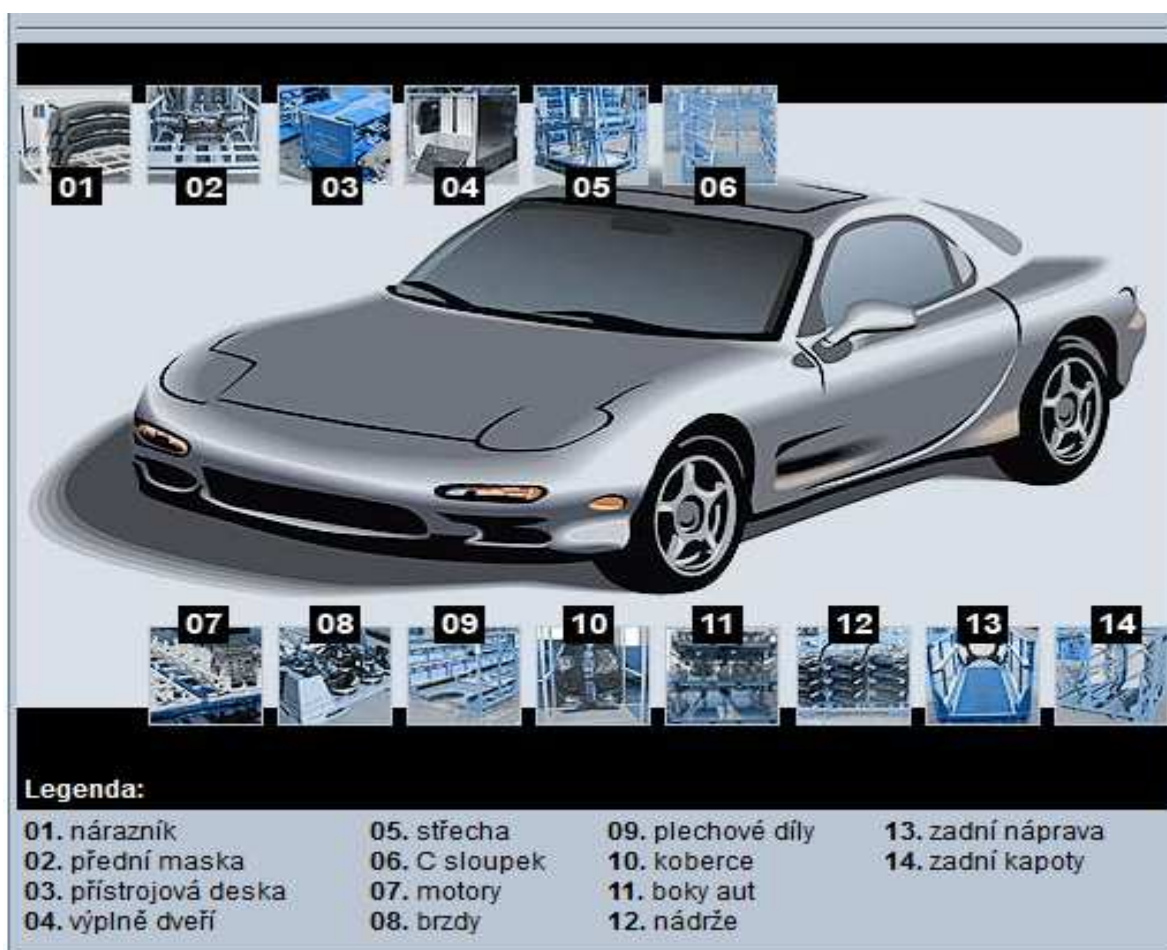 01 02 03 04 05 06
07 08 09 10 11 12 13 14
Legenda:
01. nárazník
02. přední maska
03. přístrojová deska
04. výplně dveří
05. střecha
06. C sloupek
07. motory
08. brzdy
09. plechové díly
10. koberce
11. boky aut
12. nádrže
13. zadní náprava
14. zadní kapoty